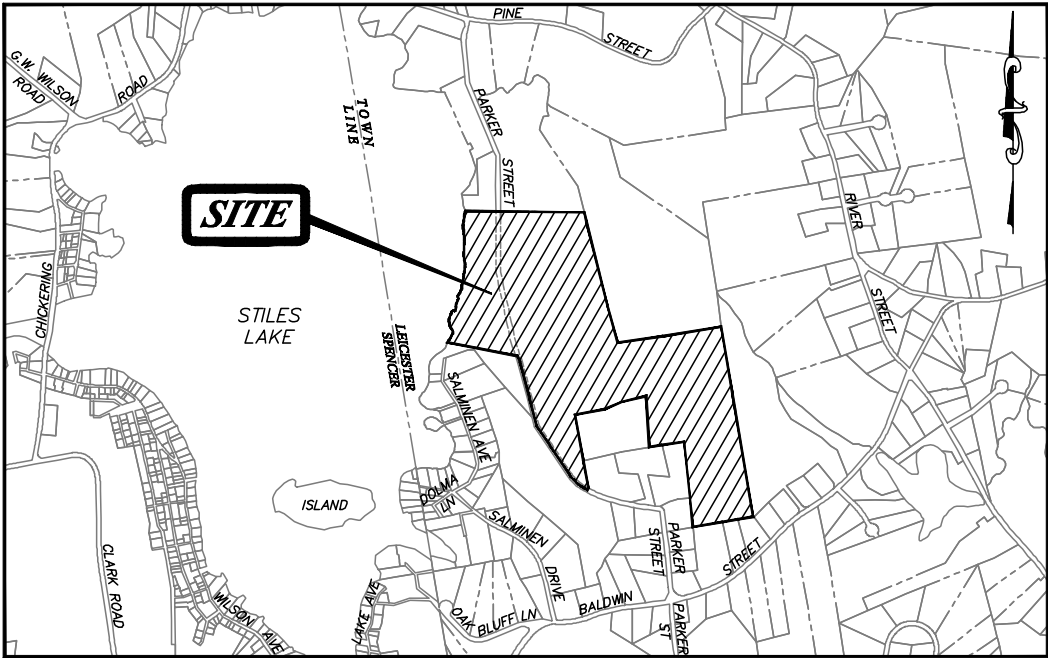 PINE
STREET
G.W. WILSON
ROAD
ROAD
TOWN
LINE
PARKER
STREET
SITE
RIVER
STREET
CHICKERING
STILES
LAKE
LEICESTER
SPENCER
SALMINEN AVE
DOLMA
LN
ISLAND
SALMINEN
DRIVE
PARKER
STREET
STREET
BALDWIN
CLARK ROAD
WILSON AVE
LAKE AVE
OAK
BLUFF LN
PARKER
ST